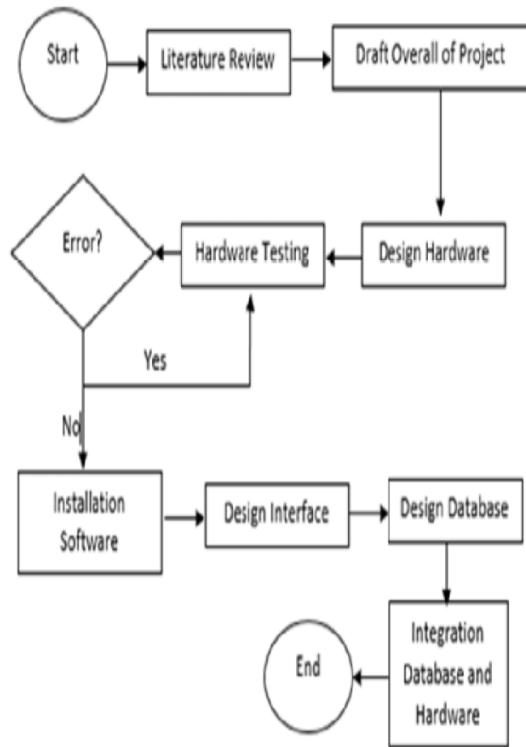 Start
Literature Review
Draft Overall of Project
Error?
Hardware Testing
Design Hardware
Yes
No
Installation
Software
Design Interface
Design Database
End
Integration
Database and
Hardware